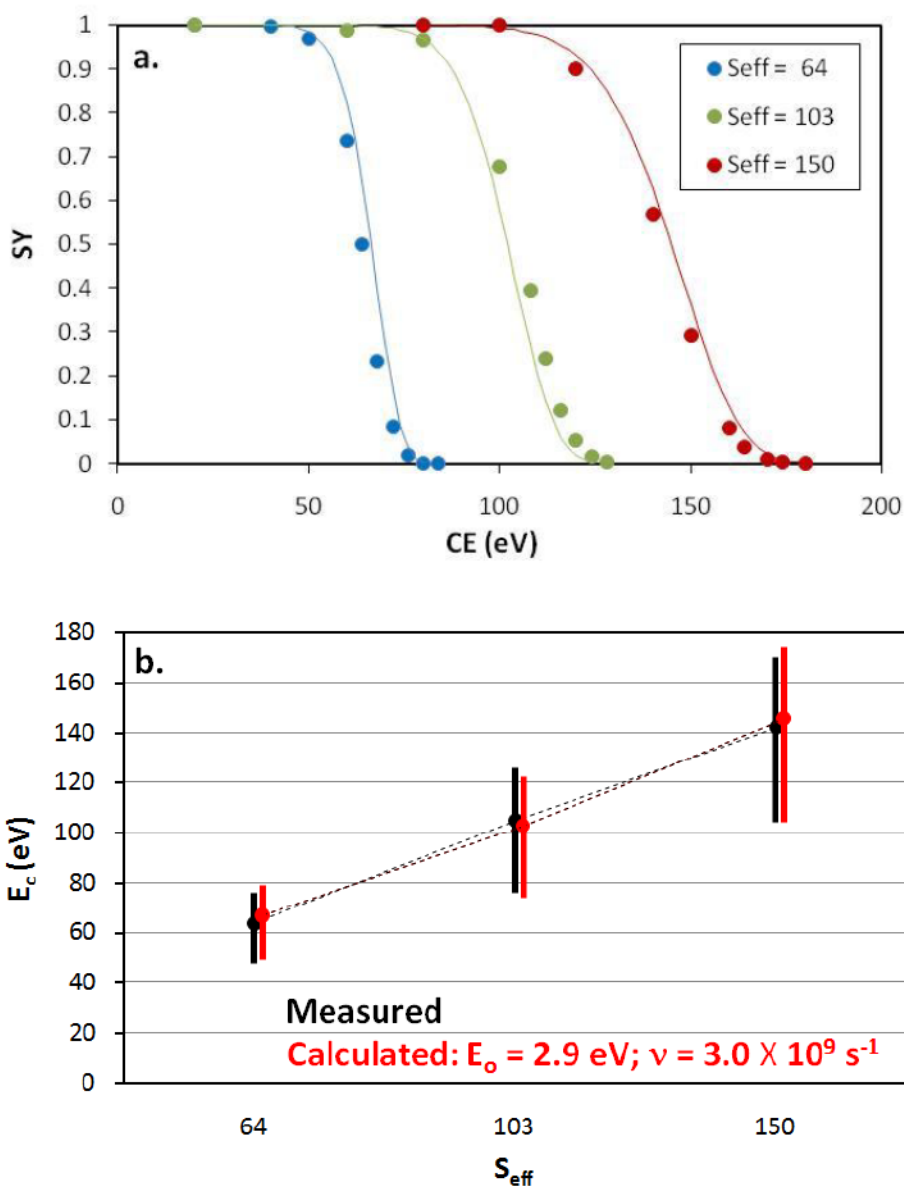 a.
1
0.9
0.8
0.7
0.6
0.5
0.4
0.3
0.2
0.1
0
SY
Seff = 64
Seff = 103
Seff = 150
0 50 100 150 200
CE (eV)
b.
180
160
140
120
100
80
60
40
20
0
E_c (eV)
Measured
Calculated: E_o = 2.9 eV; ν = 3.0 X 10⁹ s⁻¹
64 103 150
S_eff